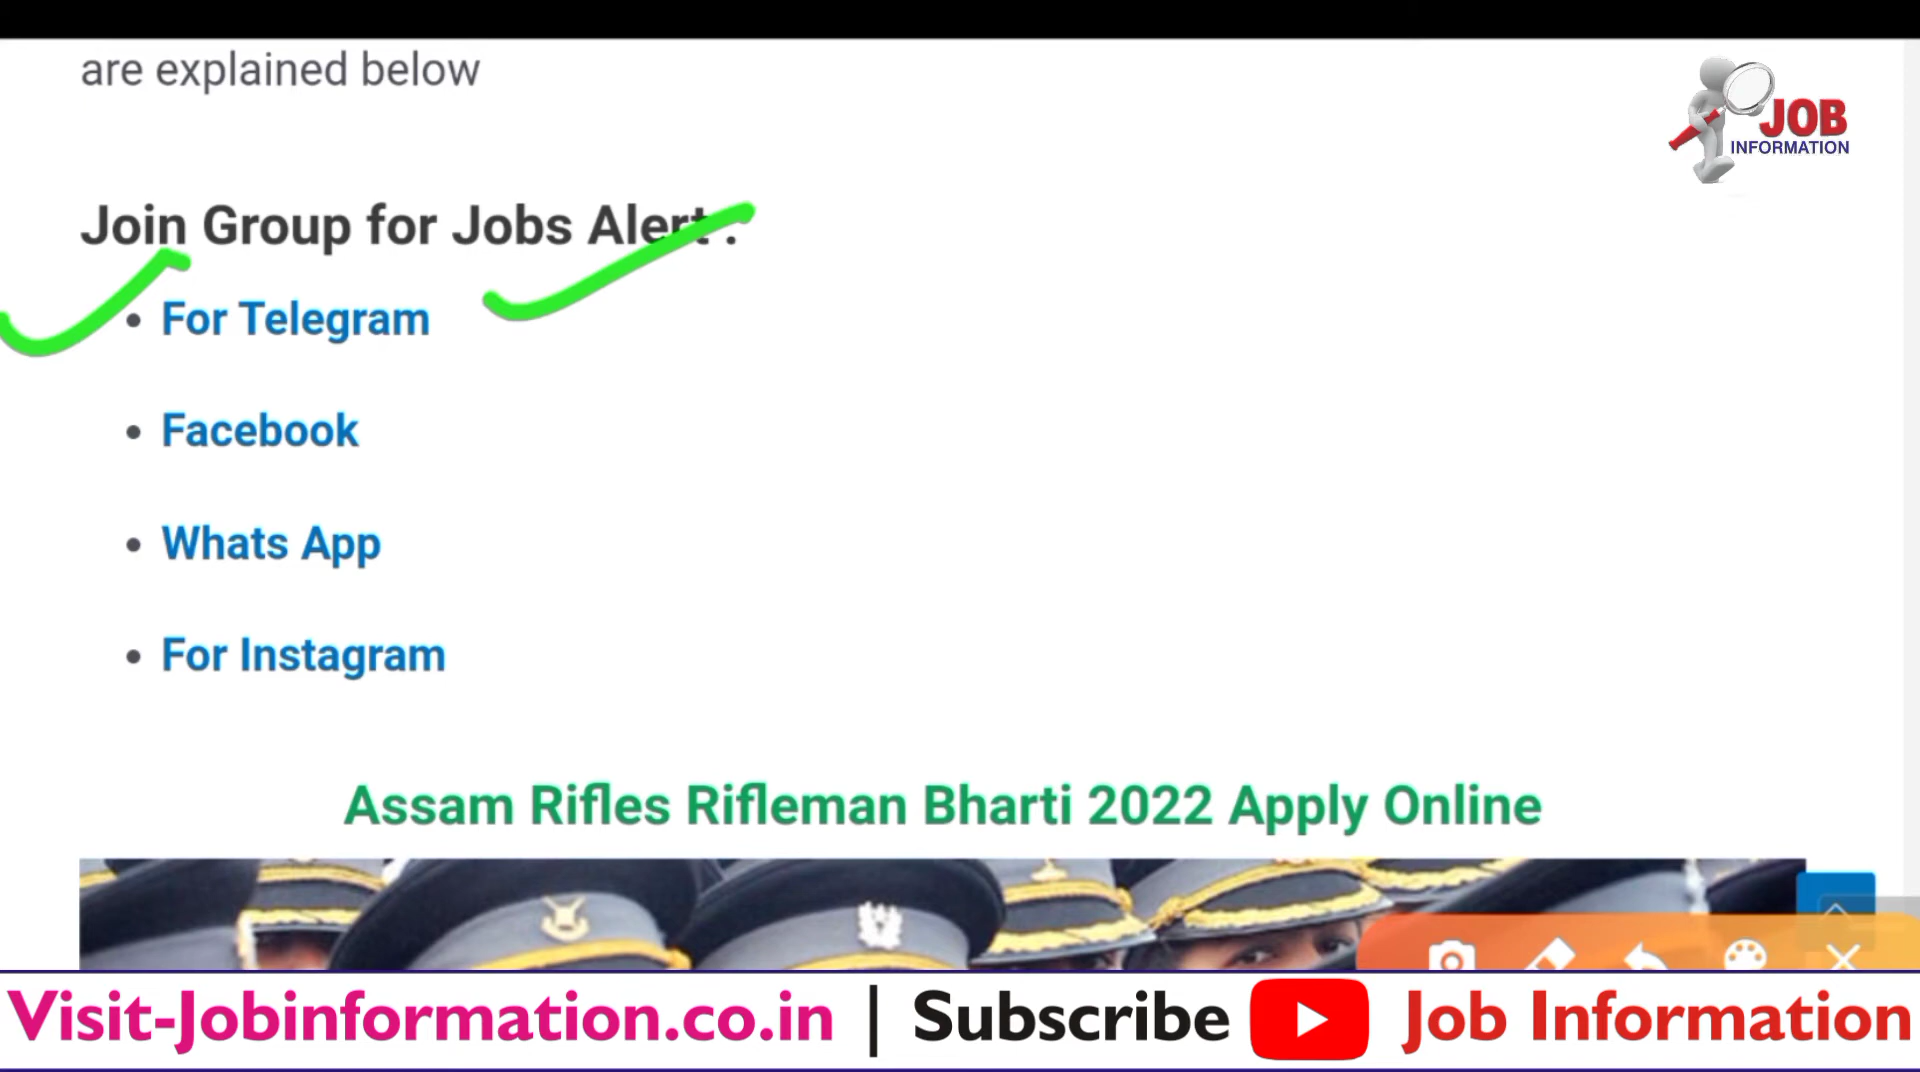 are explained below
JOB
INFORMATION
Join Group for Jobs Alert :
For Telegram
Facebook
Whats App
For Instagram
Assam Rifles Rifleman Bharti 2022 Apply Online
Visit-Jobinformation.co.in | Subscribe Job Information